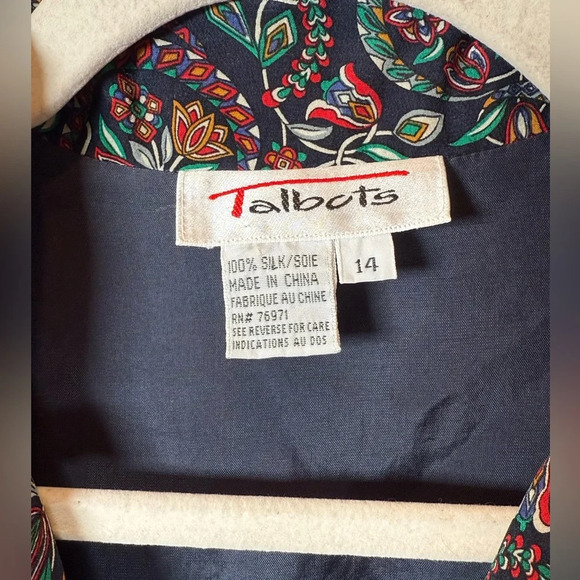 Talbots
100% SILK/SOIE
MADE IN CHINA
FABRIQUE AU CHINE
RN# 76971
SEE REVERSE FOR CARE
INDICATIONS AU DOS
14